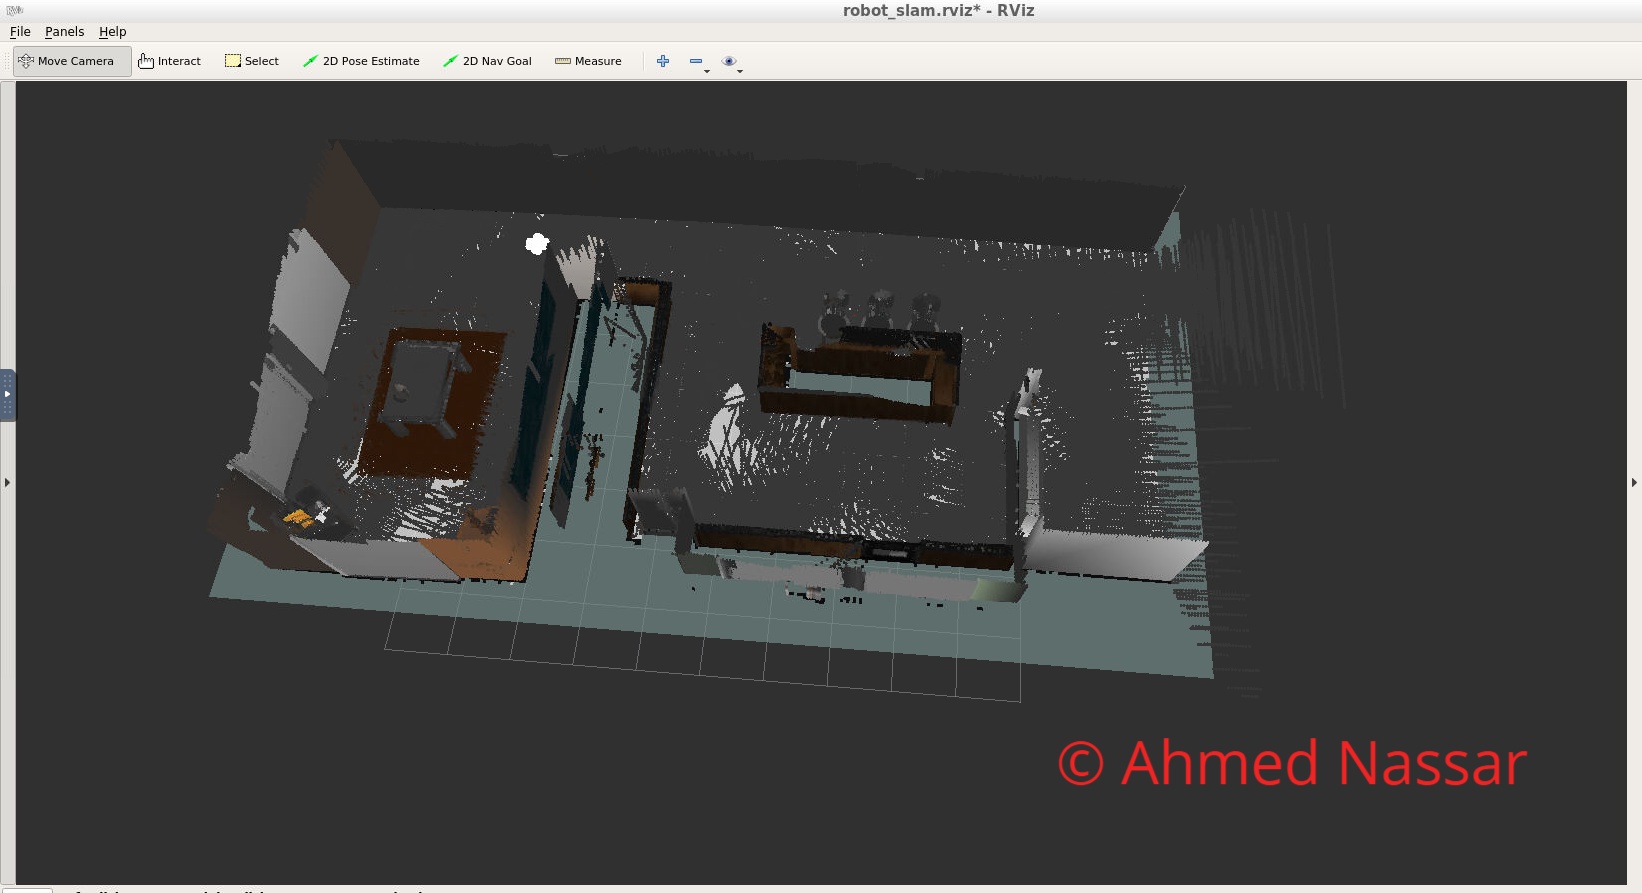 robot_slam.rviz* - RViz
File Panels Help
Move Camera Interact Select 2D Pose Estimate 2D Nav Goal Measure
© Ahmed Nassar